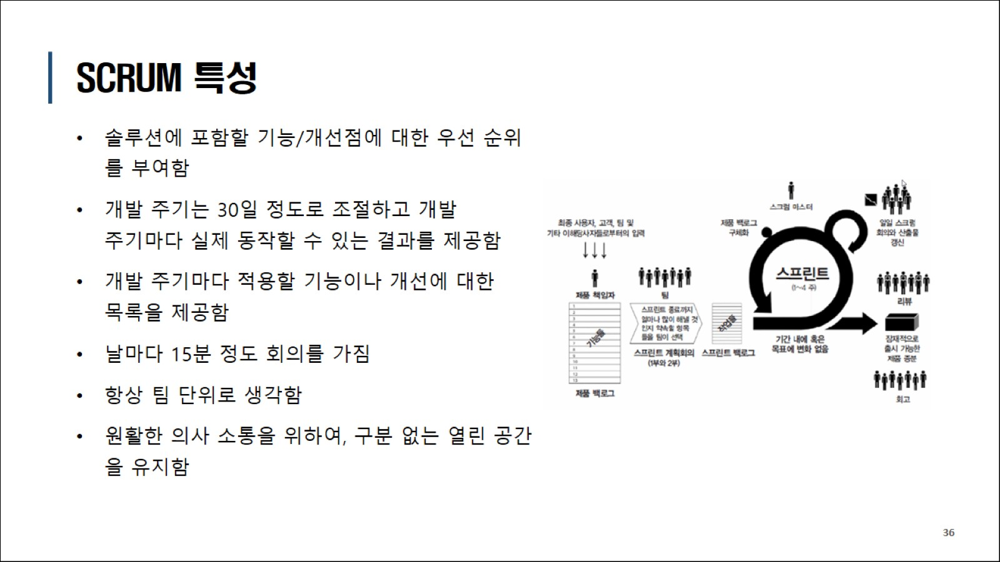 SCRUM 특성
• 솔루션에 포함할 기능/개선점에 대한 우선 순위
를 부여함
• 개발 주기는 30일 정도로 조절하고 개발
주기마다 실제 동작할 수 있는 결과를 제공함
• 개발 주기마다 적용할 기능이나 개선에 대한
목록을 제공함
• 날마다 15분 정도 회의를 가짐
• 항상 팀 단위로 생각함
• 원활한 의사 소통을 위하여, 구분 없는 열린 공간
을 유지함
최종 사용자, 고객, 팀 및
기타 이해당사자들로부터의 입력
제품 책임자
1
2
3
4
5
6
7
8
9
10
11
12
13
기능들
제품 백로그
팀
스프린트 종료까지
얼마나 많이 해낼 것
인지 약속할 항목
들을 팀이 선택
스프린트 계획회의
(1부와 2부)
작업들
스프린트 백로그
스크럼 마스터
제품 백로그
구체화
스프린트
(1~4 주)
기간 내에 혹은
목표에 변화 없음
일일 스크럼
회의와 산출물
갱신
리뷰
잠재적으로
출시 가능한
제품 증분
회고
36